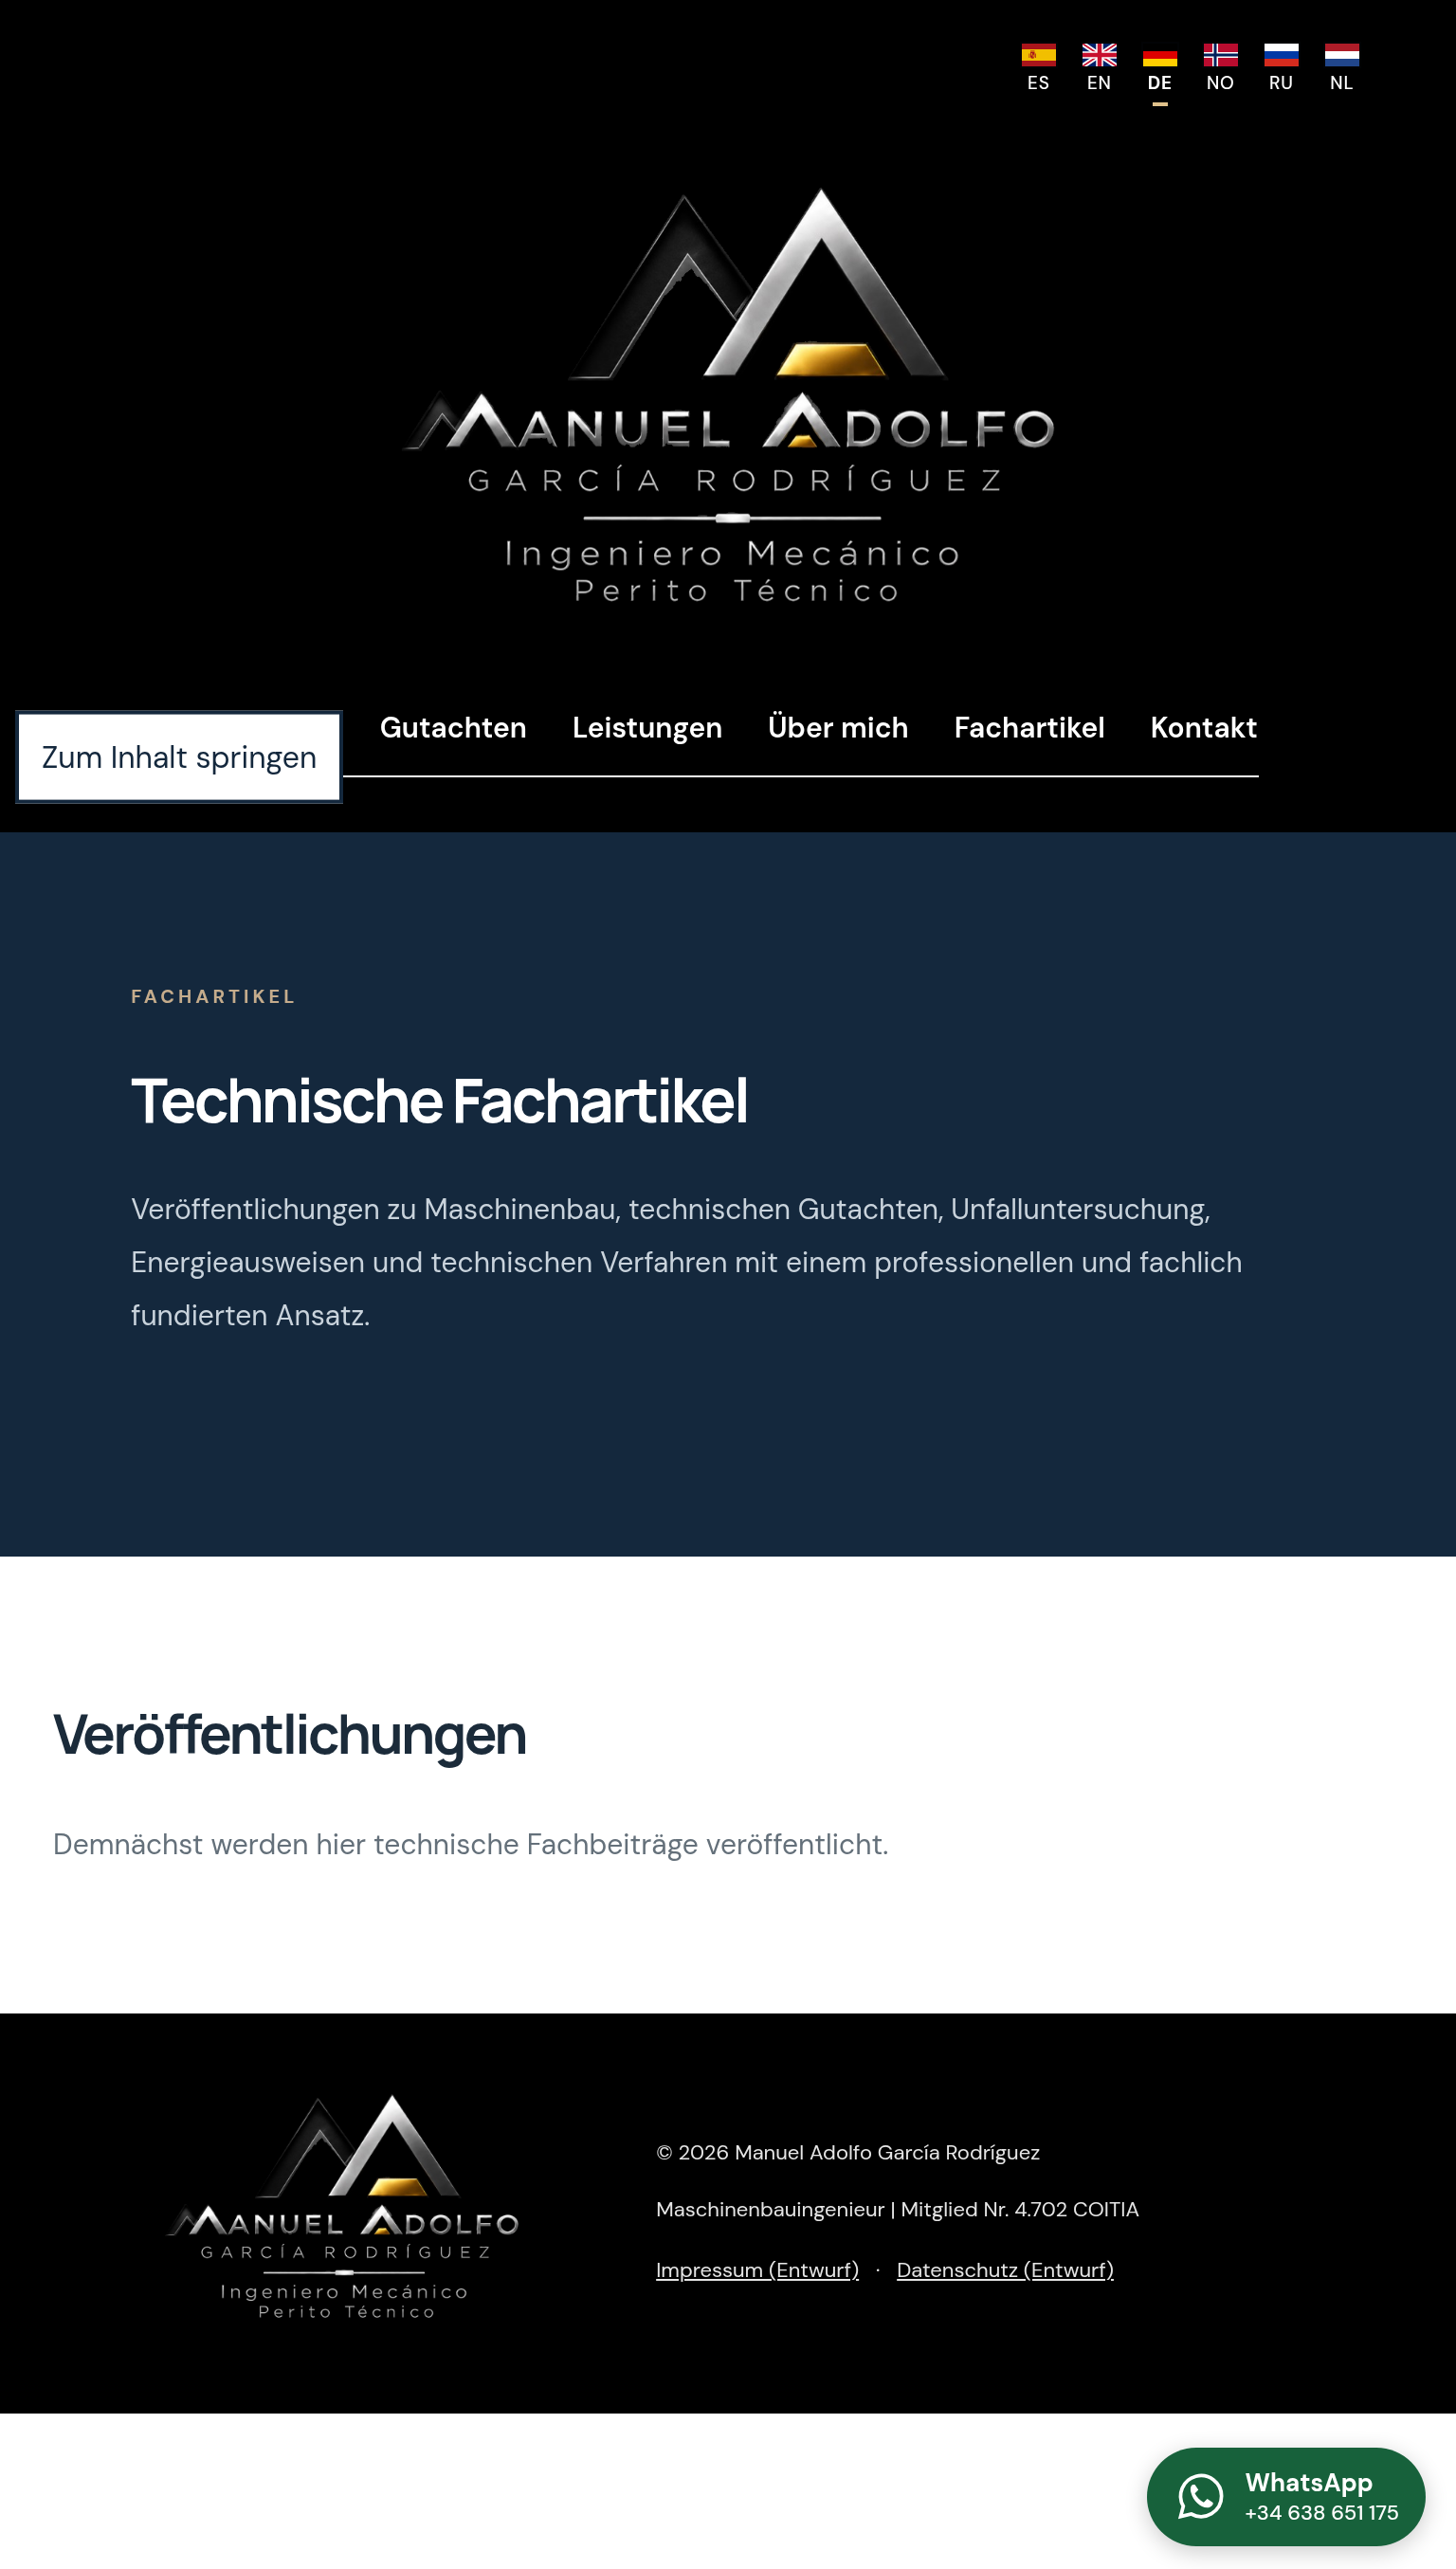 ES EN DE NO RU NL
MANUEL ADOLFO
GARCÍA RODRÍGUEZ
Ingeniero Mecánico
Perito Técnico
Zum Inhalt springen
Gutachten Leistungen Über mich Fachartikel Kontakt
FACHARTIKEL
Technische Fachartikel
Veröffentlichungen zu Maschinenbau, technischen Gutachten, Unfalluntersuchung,
Energieausweisen und technischen Verfahren mit einem professionellen und fachlich
fundierten Ansatz.
Veröffentlichungen
Demnächst werden hier technische Fachbeiträge veröffentlicht.
MANUEL ADOLFO
GARCÍA RODRÍGUEZ
Ingeniero Mecánico
Perito Técnico
© 2026 Manuel Adolfo García Rodríguez
Maschinenbauingenieur | Mitglied Nr. 4.702 COITIA
Impressum (Entwurf) · Datenschutz (Entwurf)
WhatsApp
+34 638 651 175